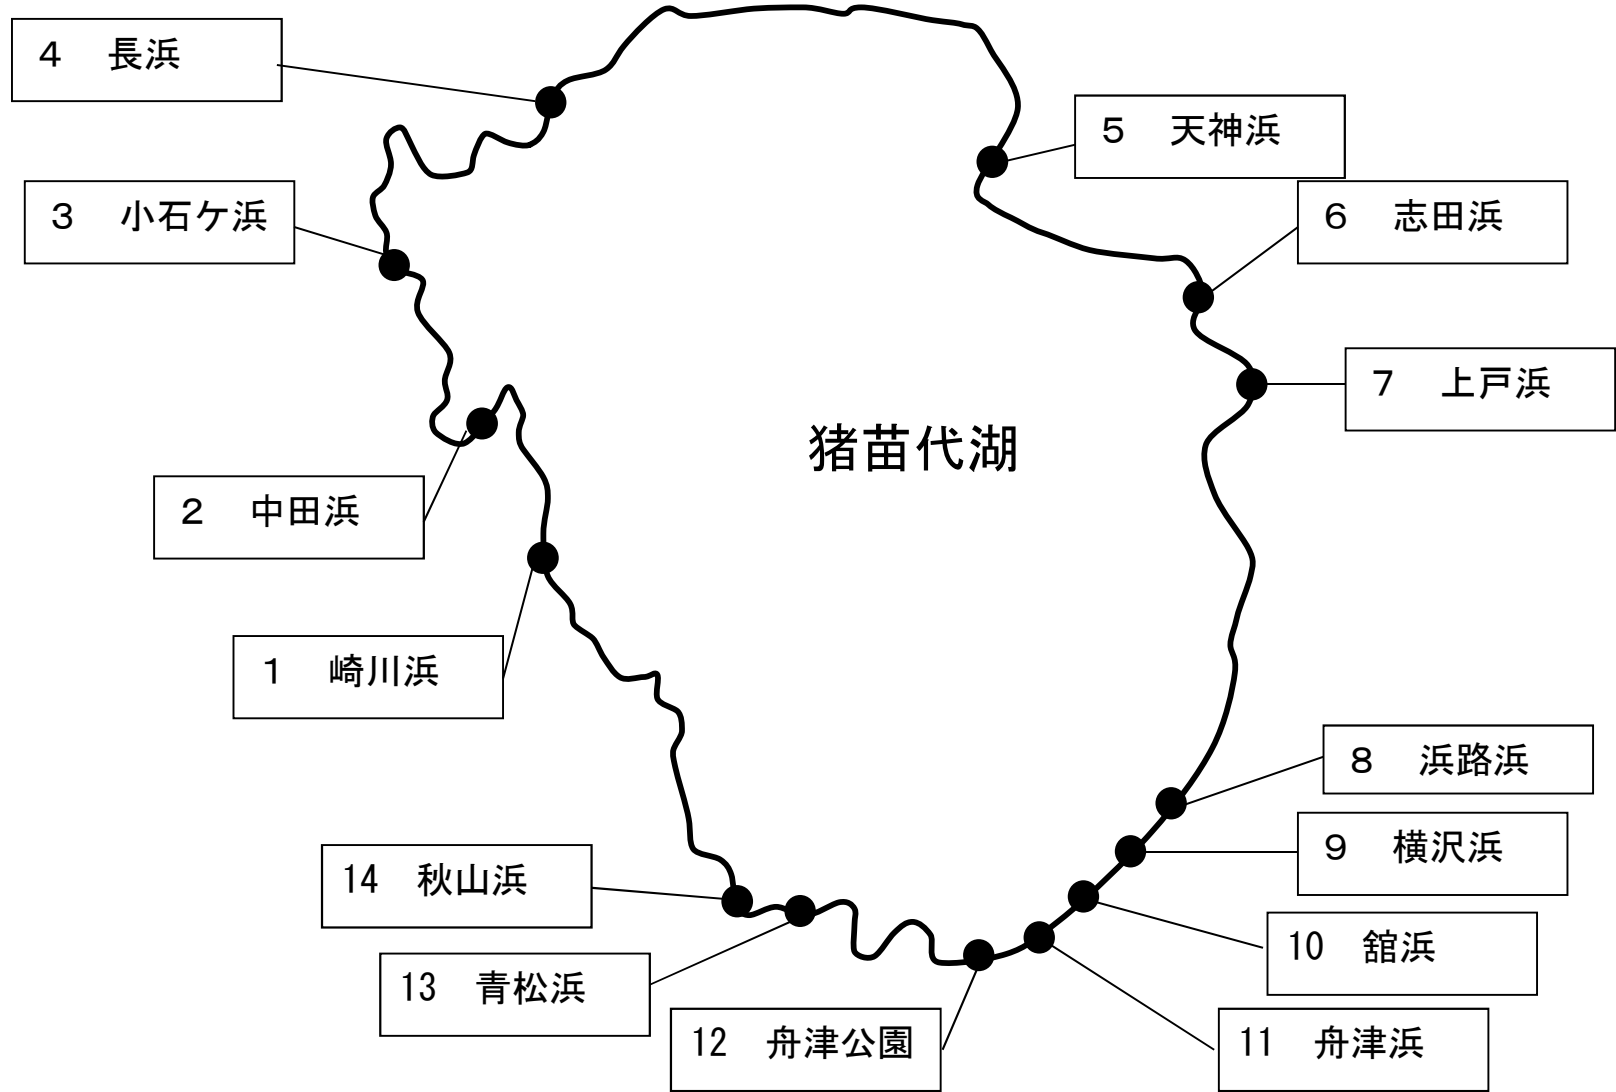 4 長浜
5 天神浜
3 小石ケ浜
6 志田浜
7 上戸浜
猪苗代湖
2 中田浜
1 崎川浜
8 浜路浜
9 横沢浜
14 秋山浜
10 舘浜
13 青松浜
12 舟津公園
11 舟津浜